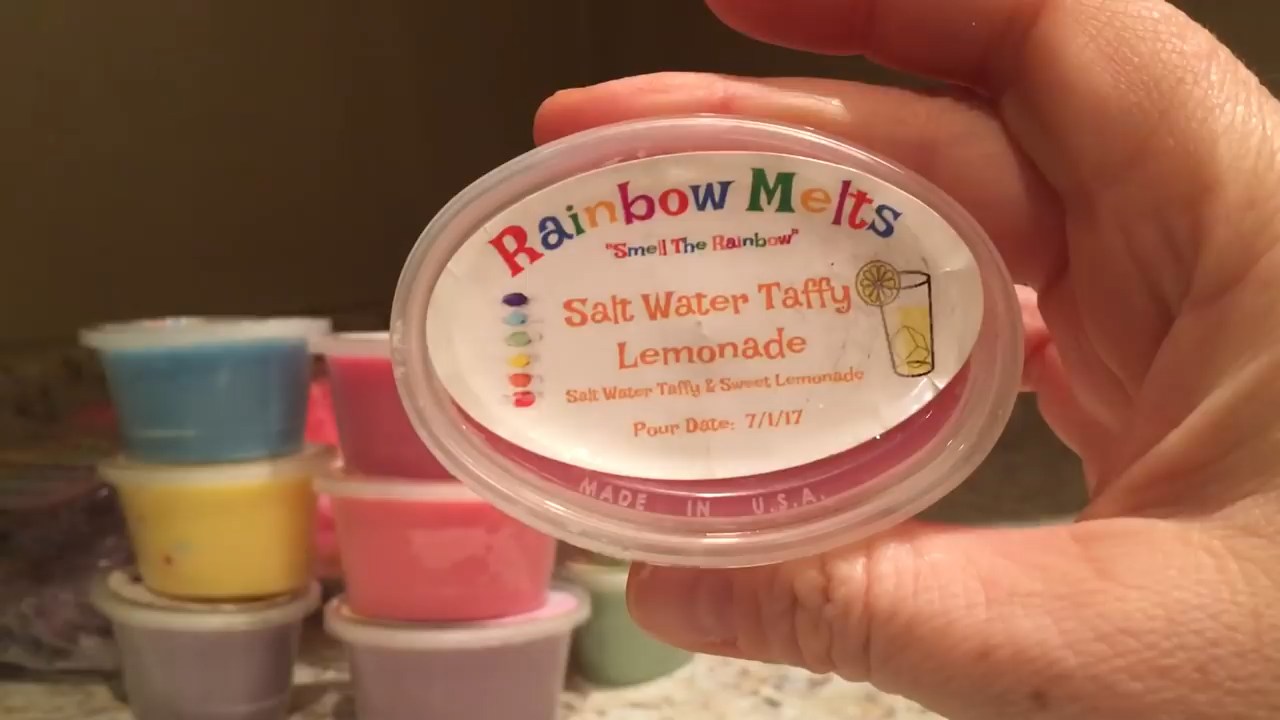 Rainbow Melts
"Smell The Rainbow"
Salt Water Taffy
Lemonade
Salt Water Taffy & Sweet Lemonade
Pour Date: 7/1/17
MADE IN U.S.A.